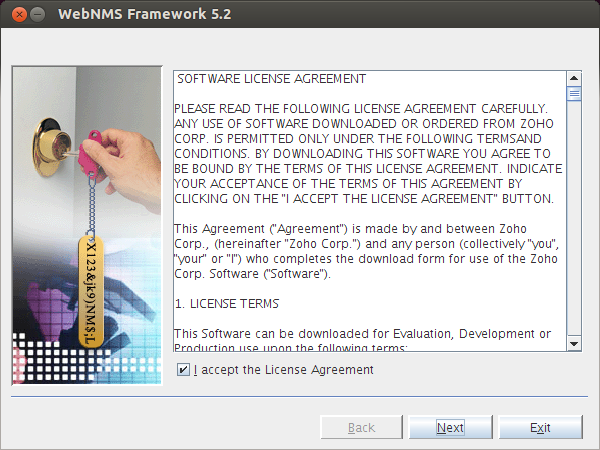 WebNMS Framework 5.2
SOFTWARE LICENSE AGREEMENT
PLEASE READ THE FOLLOWING LICENSE AGREEMENT CAREFULLY.
ANY USE OF SOFTWARE DOWNLOADED OR ORDERED FROM ZOHO
CORP. IS PERMITTED ONLY UNDER THE FOLLOWING TERMSAND
CONDITIONS. BY DOWNLOADING THIS SOFTWARE YOU AGREE TO
BE BOUND BY THE TERMS OF THIS LICENSE AGREEMENT. INDICATE
YOUR ACCEPTANCE OF THE TERMS OF THIS AGREEMENT BY
CLICKING ON THE "I ACCEPT THE LICENSE AGREEMENT" BUTTON.
This Agreement ("Agreement") is made by and between Zoho
Corp., (hereinafter "Zoho Corp.") and any person (collectively "you",
"your" or "I") who completes the download form for use of the Zoho
Corp. Software ("Software").
1. LICENSE TERMS
This Software can be downloaded for Evaluation, Development or
Production use upon the following terms:
X123&jk9)NM$;L
I accept the License Agreement
Back
Next
Exit